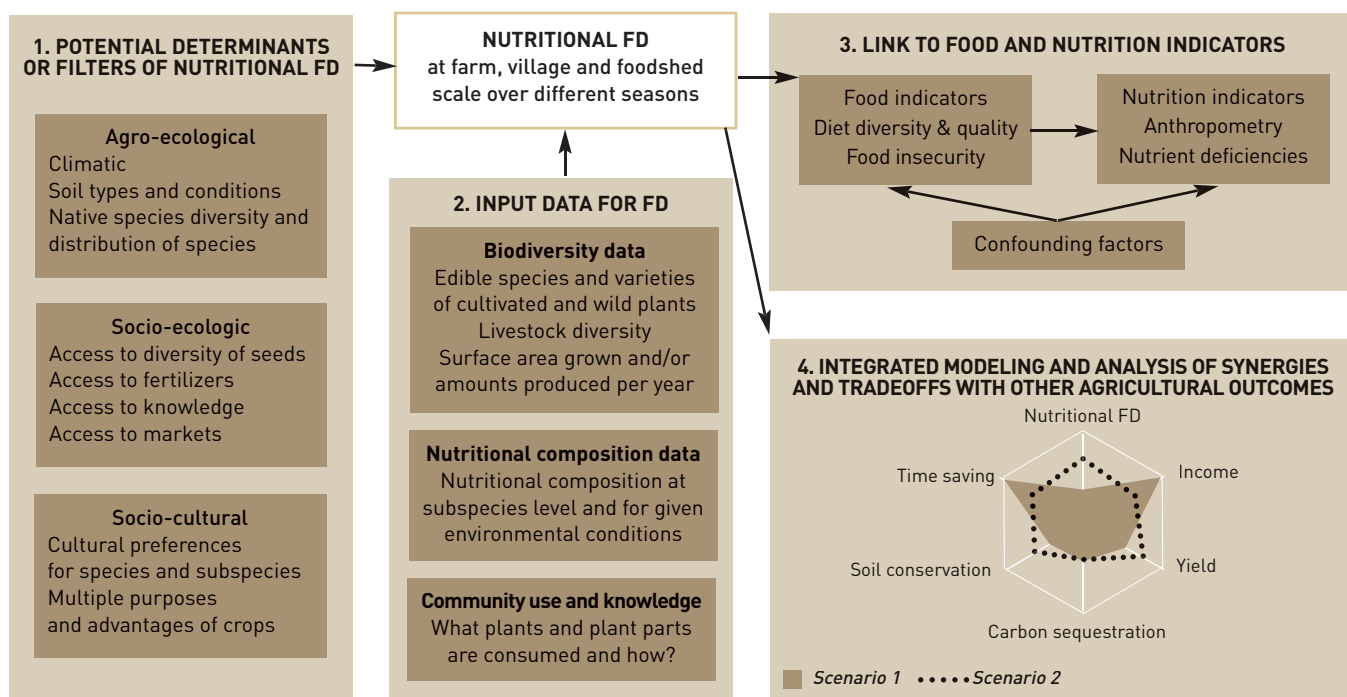 1. POTENTIAL DETERMINANTS
OR FILTERS OF NUTRITIONAL FD
Agro-ecological
Climatic
Soil types and conditions
Native species diversity and
distribution of species
Socio-ecologic
Access to diversity of seeds
Access to fertilizers
Access to knowledge
Access to markets
Socio-cultural
Cultural preferences
for species and subspecies
Multiple purposes
and advantages of crops
NUTRITIONAL FD
at farm, village and foodshed
scale over different seasons
2. INPUT DATA FOR FD
Biodiversity data
Edible species and varieties
of cultivated and wild plants
Livestock diversity
Surface area grown and/or
amounts produced per year
Nutritional composition data
Nutritional composition at
subspecies level and for given
environmental conditions
Community use and knowledge
What plants and plant parts
are consumed and how?
3. LINK TO FOOD AND NUTRITION INDICATORS
Food indicators
Diet diversity & quality
Food insecurity
Nutrition indicators
Anthropometry
Nutrient deficiencies
Confounding factors
4. INTEGRATED MODELING AND ANALYSIS OF SYNERGIES
AND TRADEOFFS WITH OTHER AGRICULTURAL OUTCOMES
Nutritional FD
Time saving
Income
Soil conservation
Yield
Carbon sequestration
Scenario 1
Scenario 2